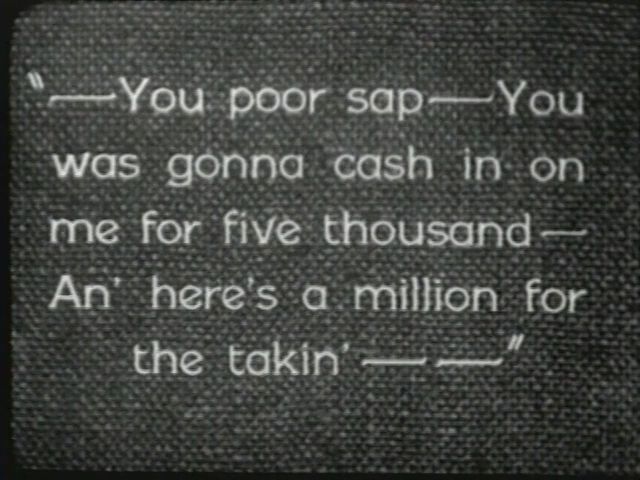 "—You poor sap—You
was gonna cash in on
me for five thousand—
An' here's a million for
the takin'— —"